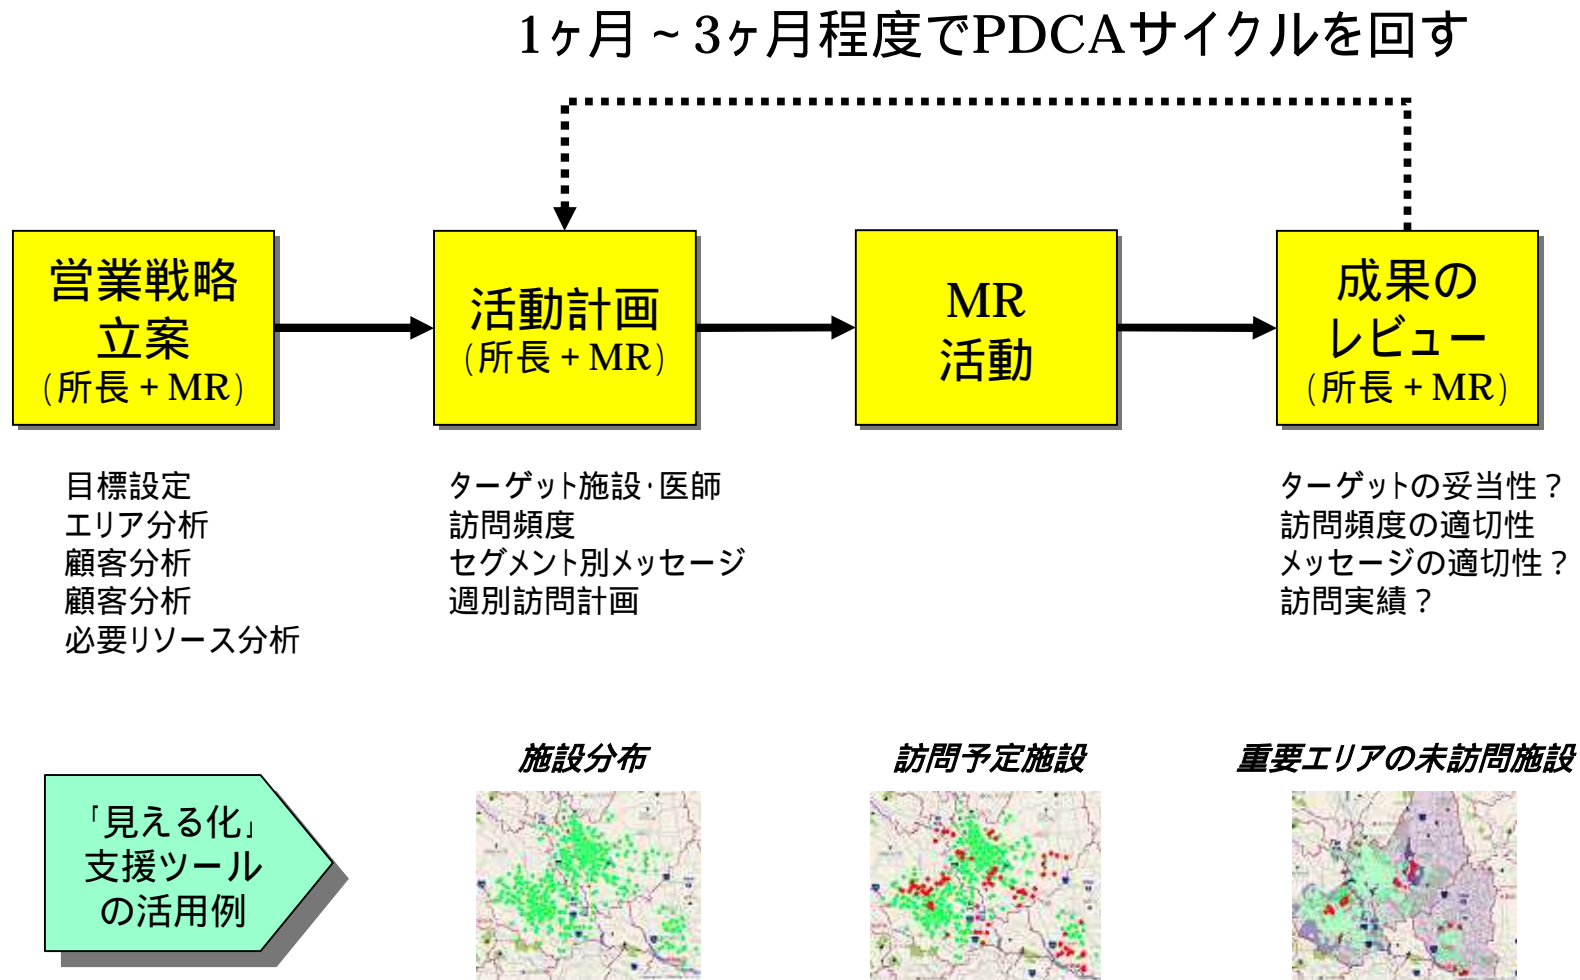 1ヶ月~3ヶ月程度でPDCAサイクルを回す
営業戦略
立案
(所長+MR)
活動計画
(所長+MR)
MR
活動
成果の
レビュー
(所長+MR)
目標設定
エリア分析
顧客分析
顧客分析
必要リソース分析
ターゲット施設・医師
訪問頻度
セグメント別メッセージ
週別訪問計画
ターゲットの妥当性?
訪問頻度の適切性
メッセージの適切性?
訪問実績?
「見える化」
支援ツール
の活用例
施設分布
訪問予定施設
重要エリアの未訪問施設